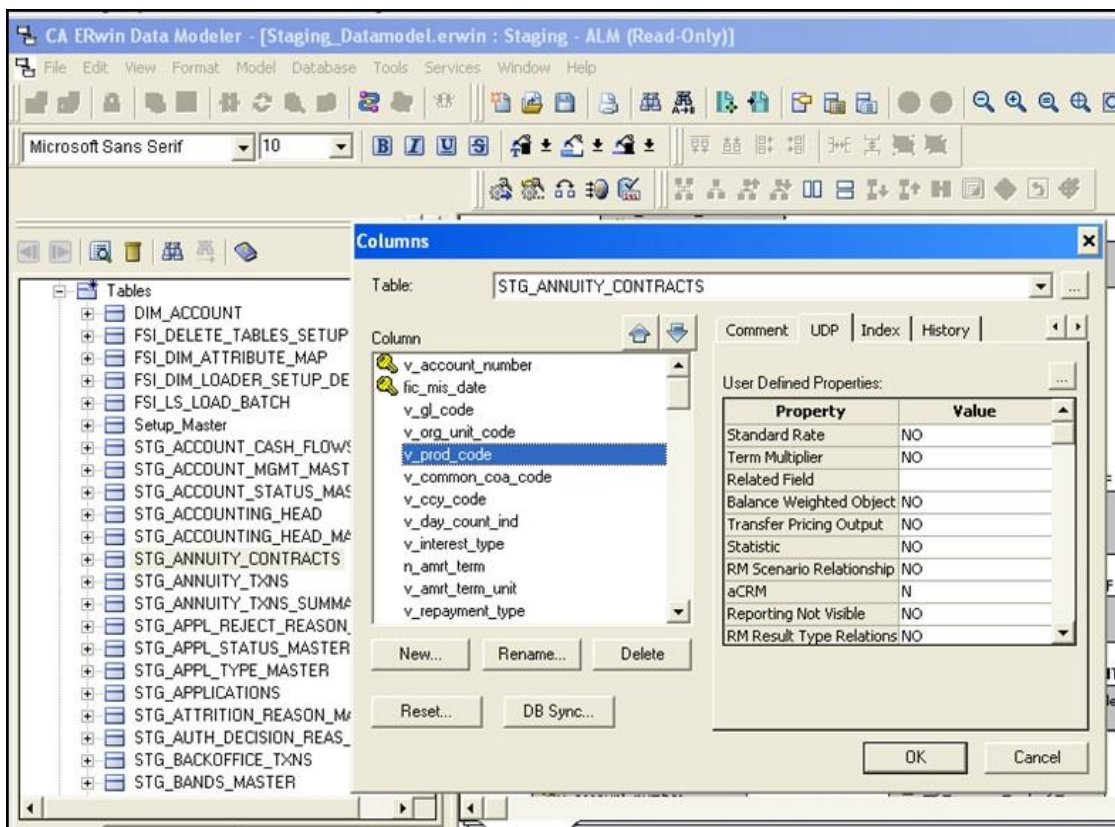 CA ERwin Data Modeler - [Staging_Datamodel.erwin : Staging - ALM (Read-Only)]
File Edit View Format Model Database Tools Services Window Help
Microsoft Sans Serif 10 B I U S
Tables
DIM_ACCOUNT
FSI_DELETE_TABLES_SETUP
FSI_DIM_ATTRIBUTE_MAP
FSI_DIM_LOADER_SETUP_DE
FSI_LS_LOAD_BATCH
Setup_Master
STG_ACCOUNT_CASH_FLOWS
STG_ACCOUNT_MGMT_MAST
STG_ACCOUNT_STATUS_MAS
STG_ACCOUNTING_HEAD
STG_ACCOUNTING_HEAD_MA
STG_ANNUITY_CONTRACTS
STG_ANNUITY_TXNS
STG_ANNUITY_TXNS_SUMMA
STG_APPL_REJECT_REASON_
STG_APPL_STATUS_MASTER
STG_APPL_TYPE_MASTER
STG_APPLICATIONS
STG_ATTRITION_REASON_MA
STG_AUTH_DECISION_REAS_
STG_BACKOFFICE_TXNS
STG_BANDS_MASTER
Columns
Table: STG_ANNUITY_CONTRACTS ...
Column
v_account_number
fic_mis_date
v_gl_code
v_org_unit_code
v_prod_code
v_common_coa_code
v_ccy_code
v_day_count_ind
v_interest_type
n_amrt_term
v_amrt_term_unit
v_repayment_type
New... Rename... Delete
Reset... DB Sync...
Comment UDP Index History
User Defined Properties: ...
Property Value
Standard Rate NO
Term Multiplier NO
Related Field
Balance Weighted Object NO
Transfer Pricing Output NO
Statistic NO
RM Scenario Relationship NO
aCRM N
Reporting Not Visible NO
RM Result Type Relations NO
OK Cancel